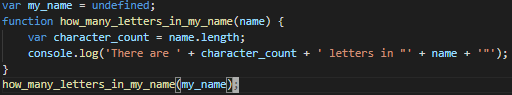 var my_name = undefined;
function how_many_letters_in_my_name(name) {
    var character_count = name.length;
    console.log('There are ' + character_count + ' letters in "' + name + '"');
}
how_many_letters_in_my_name(my_name);